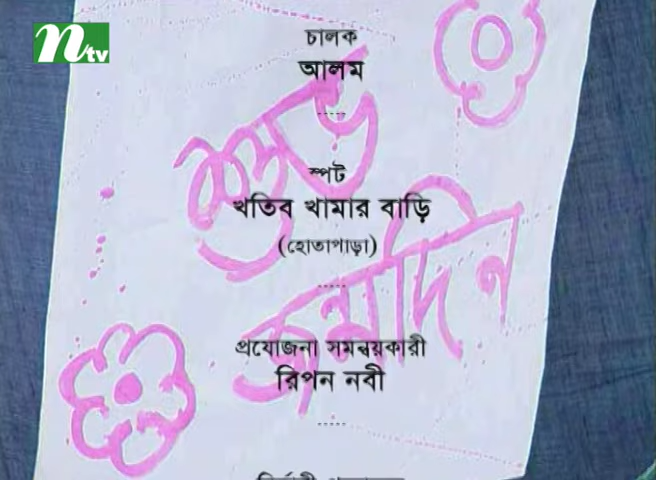 ntv
চালক
আলম
.....
স্পট
খতিব খামার বাড়ি
(হোতাপাড়া)
.....
প্রযোজনা সমন্বয়কারী
রিপন নবী
.....
শুভ
জন্মদিন